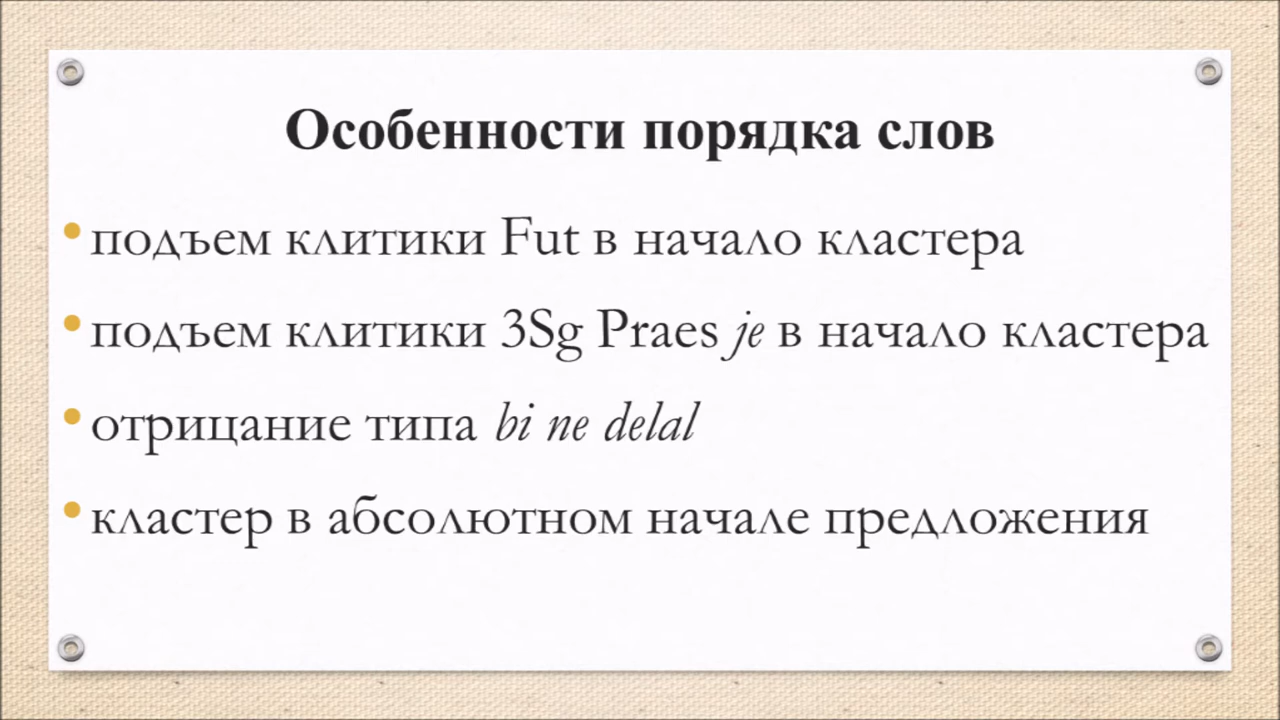 Особенности порядка слов
• подъем клитики Fut в начало кластера
• подъем клитики 3Sg Praes je в начало кластера
• отрицание типа bi ne delal
• кластер в абсолютном начале предложения